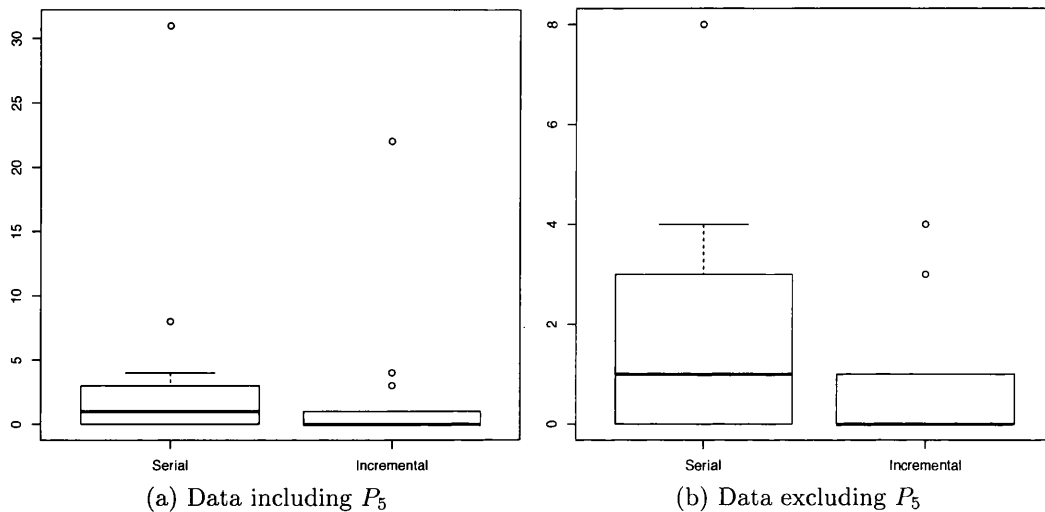 30
25
20
15
10
5
0
Serial
Incremental
(a) Data including P5
8
6
4
2
0
Serial
Incremental
(b) Data excluding P5